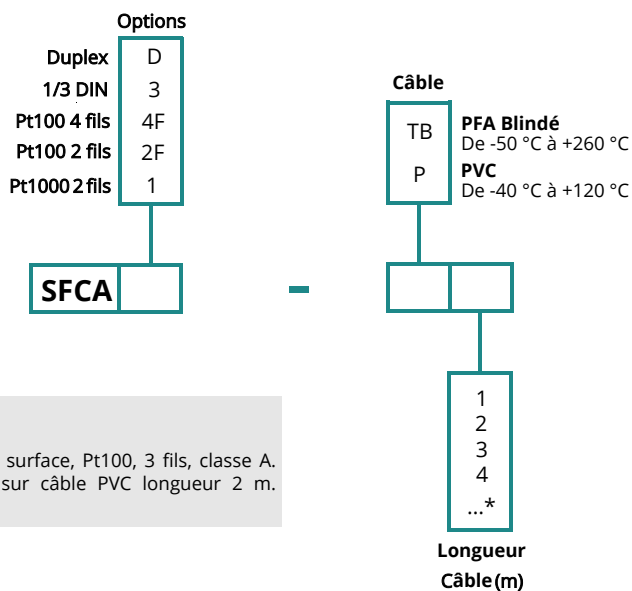 Options
Duplex D
1/3 DIN 3
Pt100 4 fils 4F
Pt100 2 fils 2F
Pt1000 2 fils 1
Câble
TB PFA Blindé
De -50 °C à +260 °C
P PVC
De -40 °C à +120 °C
SFCA -
1
2
3
4
...*
Longueur
Câble (m)
surface, Pt100, 3 fils, classe A.
sur câble PVC longueur 2 m.